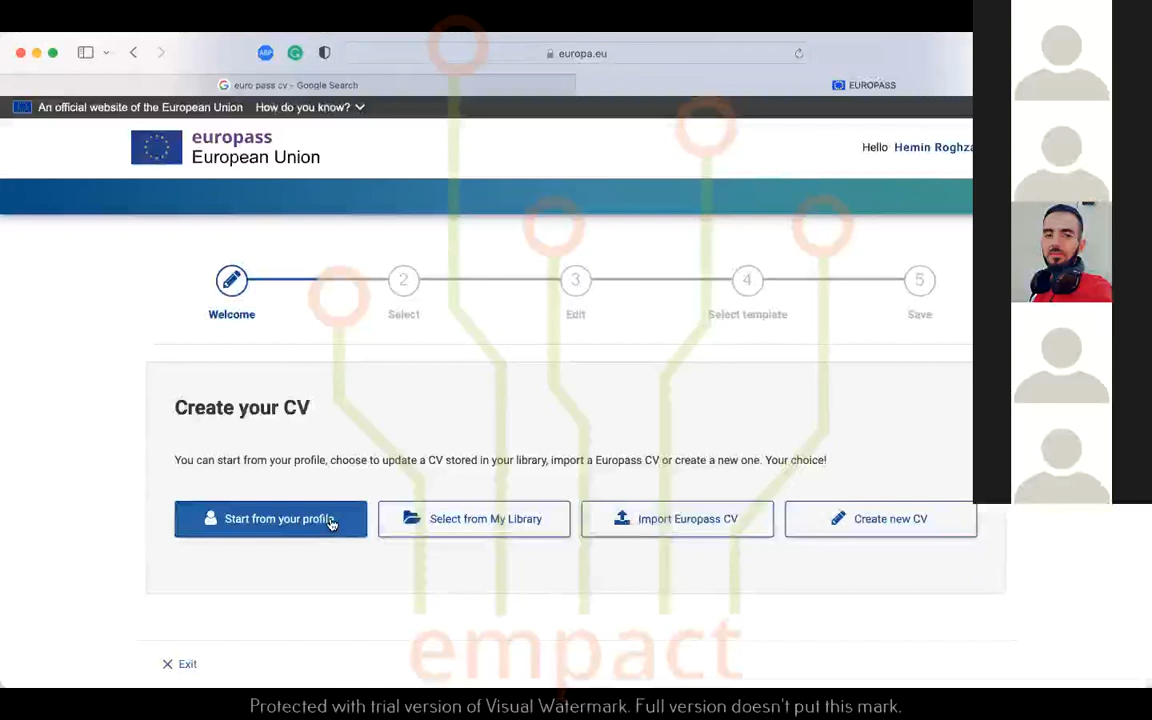 europa.eu
euro pass cv - Google Search
EUROPASS
An official website of the European Union How do you know?
europass
European Union
Hello Hemin Roghza
2
3
4
5
Welcome
Select
Edit
Select template
Save
Create your CV
You can start from your profile, choose to update a CV stored in your library, import a Europass CV or create a new one. Your choice!
Start from your profile
Select from My Library
Import Europass CV
Create new CV
empact
Exit
Protected with trial version of Visual Watermark. Full version doesn't put this mark.